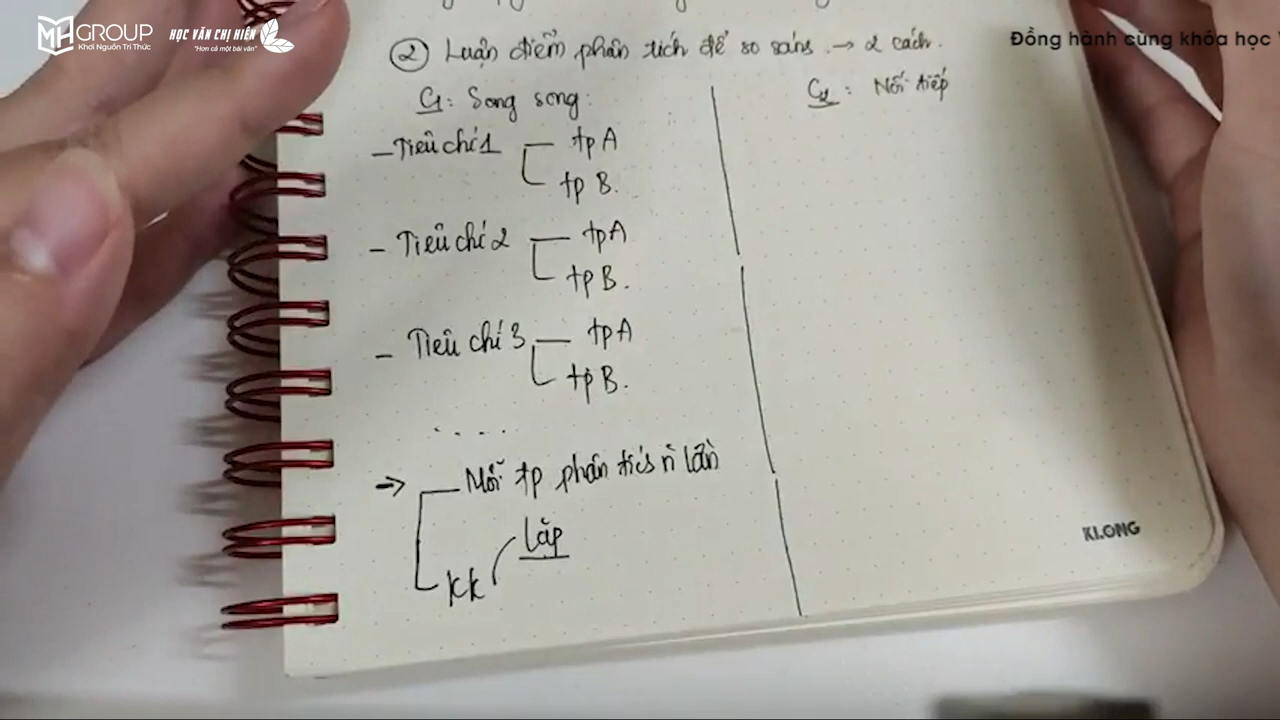 MH GROUP
Khơi Nguồn Tri Thức
HỌC VĂN CHỊ HIÊN
"Hơn cả một bài văn"
Đồng hành cùng khóa học
② Luận điểm phân tích để so sánh → 2 cách.
C1: Song song:
- Tiêu chí 1
tp A
tp B.
- Tiêu chí 2
tp A
tp B.
- Tiêu chí 3
tp A
tp B.
....
→ Mỗi tp phân tích n lần
KK
Lặp
C2: Nối tiếp
KLONG